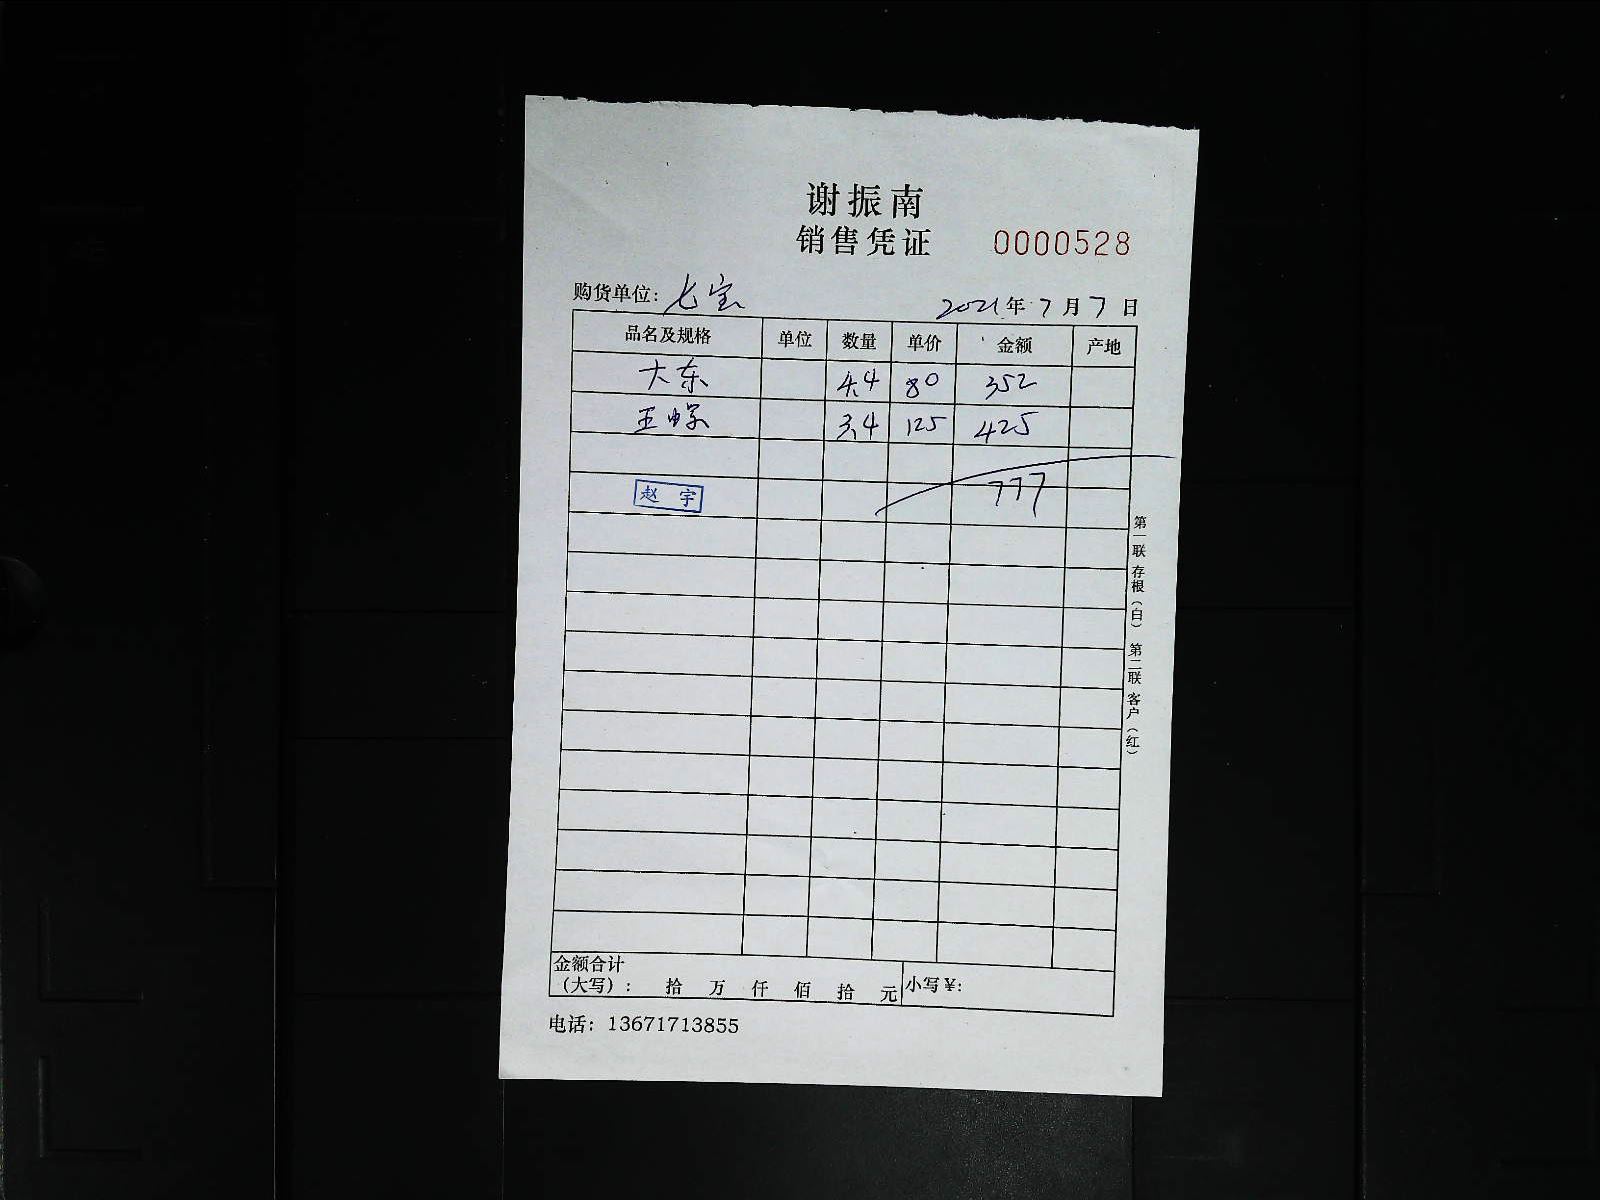 谢振南
销售凭证 0000528
购货单位: 七宝 2021年7月7日
品名及规格 单位 数量 单价 金额 产地
大东 4.4 80 352
3.4 125 425
777
赵 宇
第一联 存根(白) 第二联 客户(红)
金额合计
(大写): 拾 万 仟 佰 拾 元 小写¥:
电话: 13671713855